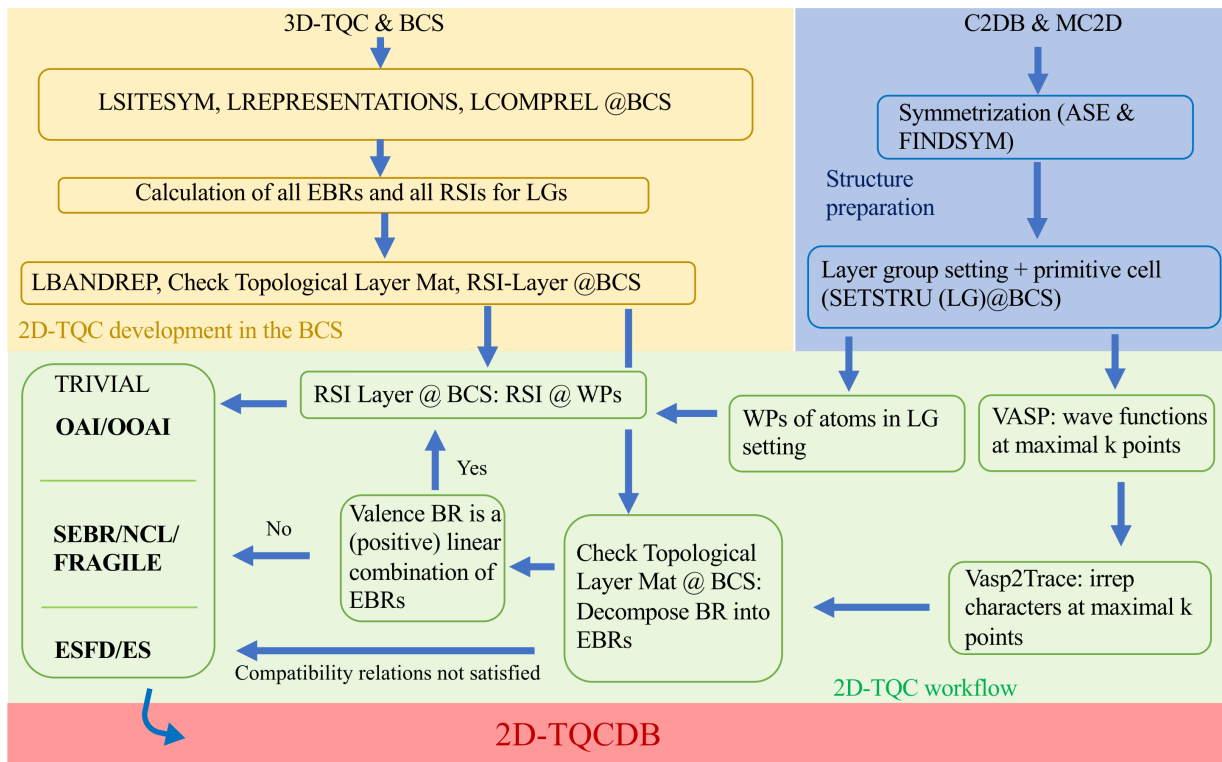 3D-TQC & BCS
LSITESYM, LREPRESENTATIONS, LCOMPREL @BCS
Calculation of all EBRs and all RSIs for LGs
LBANDREP, Check Topological Layer Mat, RSI-Layer @BCS
2D-TQC development in the BCS
C2DB & MC2D
Symmetrization (ASE &
FINDSYM)
Structure
preparation
Layer group setting + primitive cell
(SETSTRU (LG)@BCS)
TRIVIAL
OAI/OOAI
SEBR/NCL/
FRAGILE
ESFD/ES
RSI Layer @ BCS: RSI @ WPs
Yes
No
Valence BR is a
(positive) linear
combination of
EBRs
WPs of atoms in LG
setting
VASP: wave functions
at maximal k points
Check Topological
Layer Mat @ BCS:
Decompose BR into
EBRs
Vasp2Trace: irrep
characters at maximal k
points
Compatibility relations not satisfied
2D-TQC workflow
2D-TQCDB